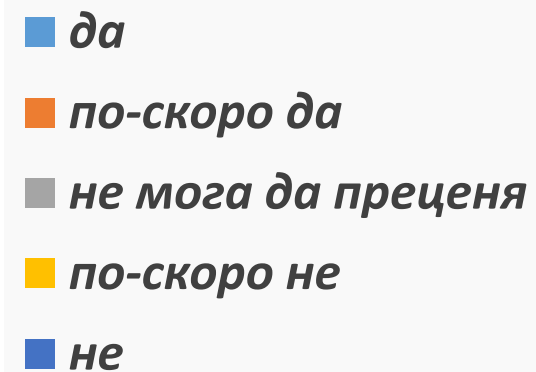 да
по-скоро да
не мога да преценя
по-скоро не
не